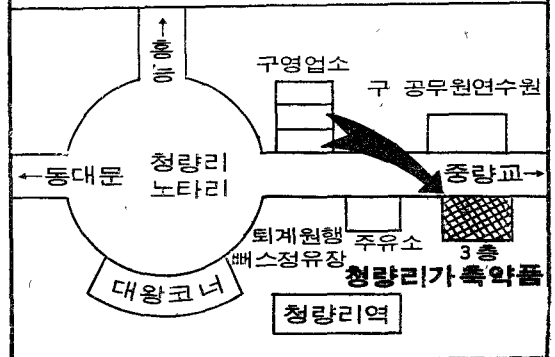 ↑
홍
능
구영업소
구 공무원연수원
←동대문
청량리
노타리
중량교→
퇴계원행
뻐스정유장
주유소
3층
청량리가축약품
대왕코너
청량리역